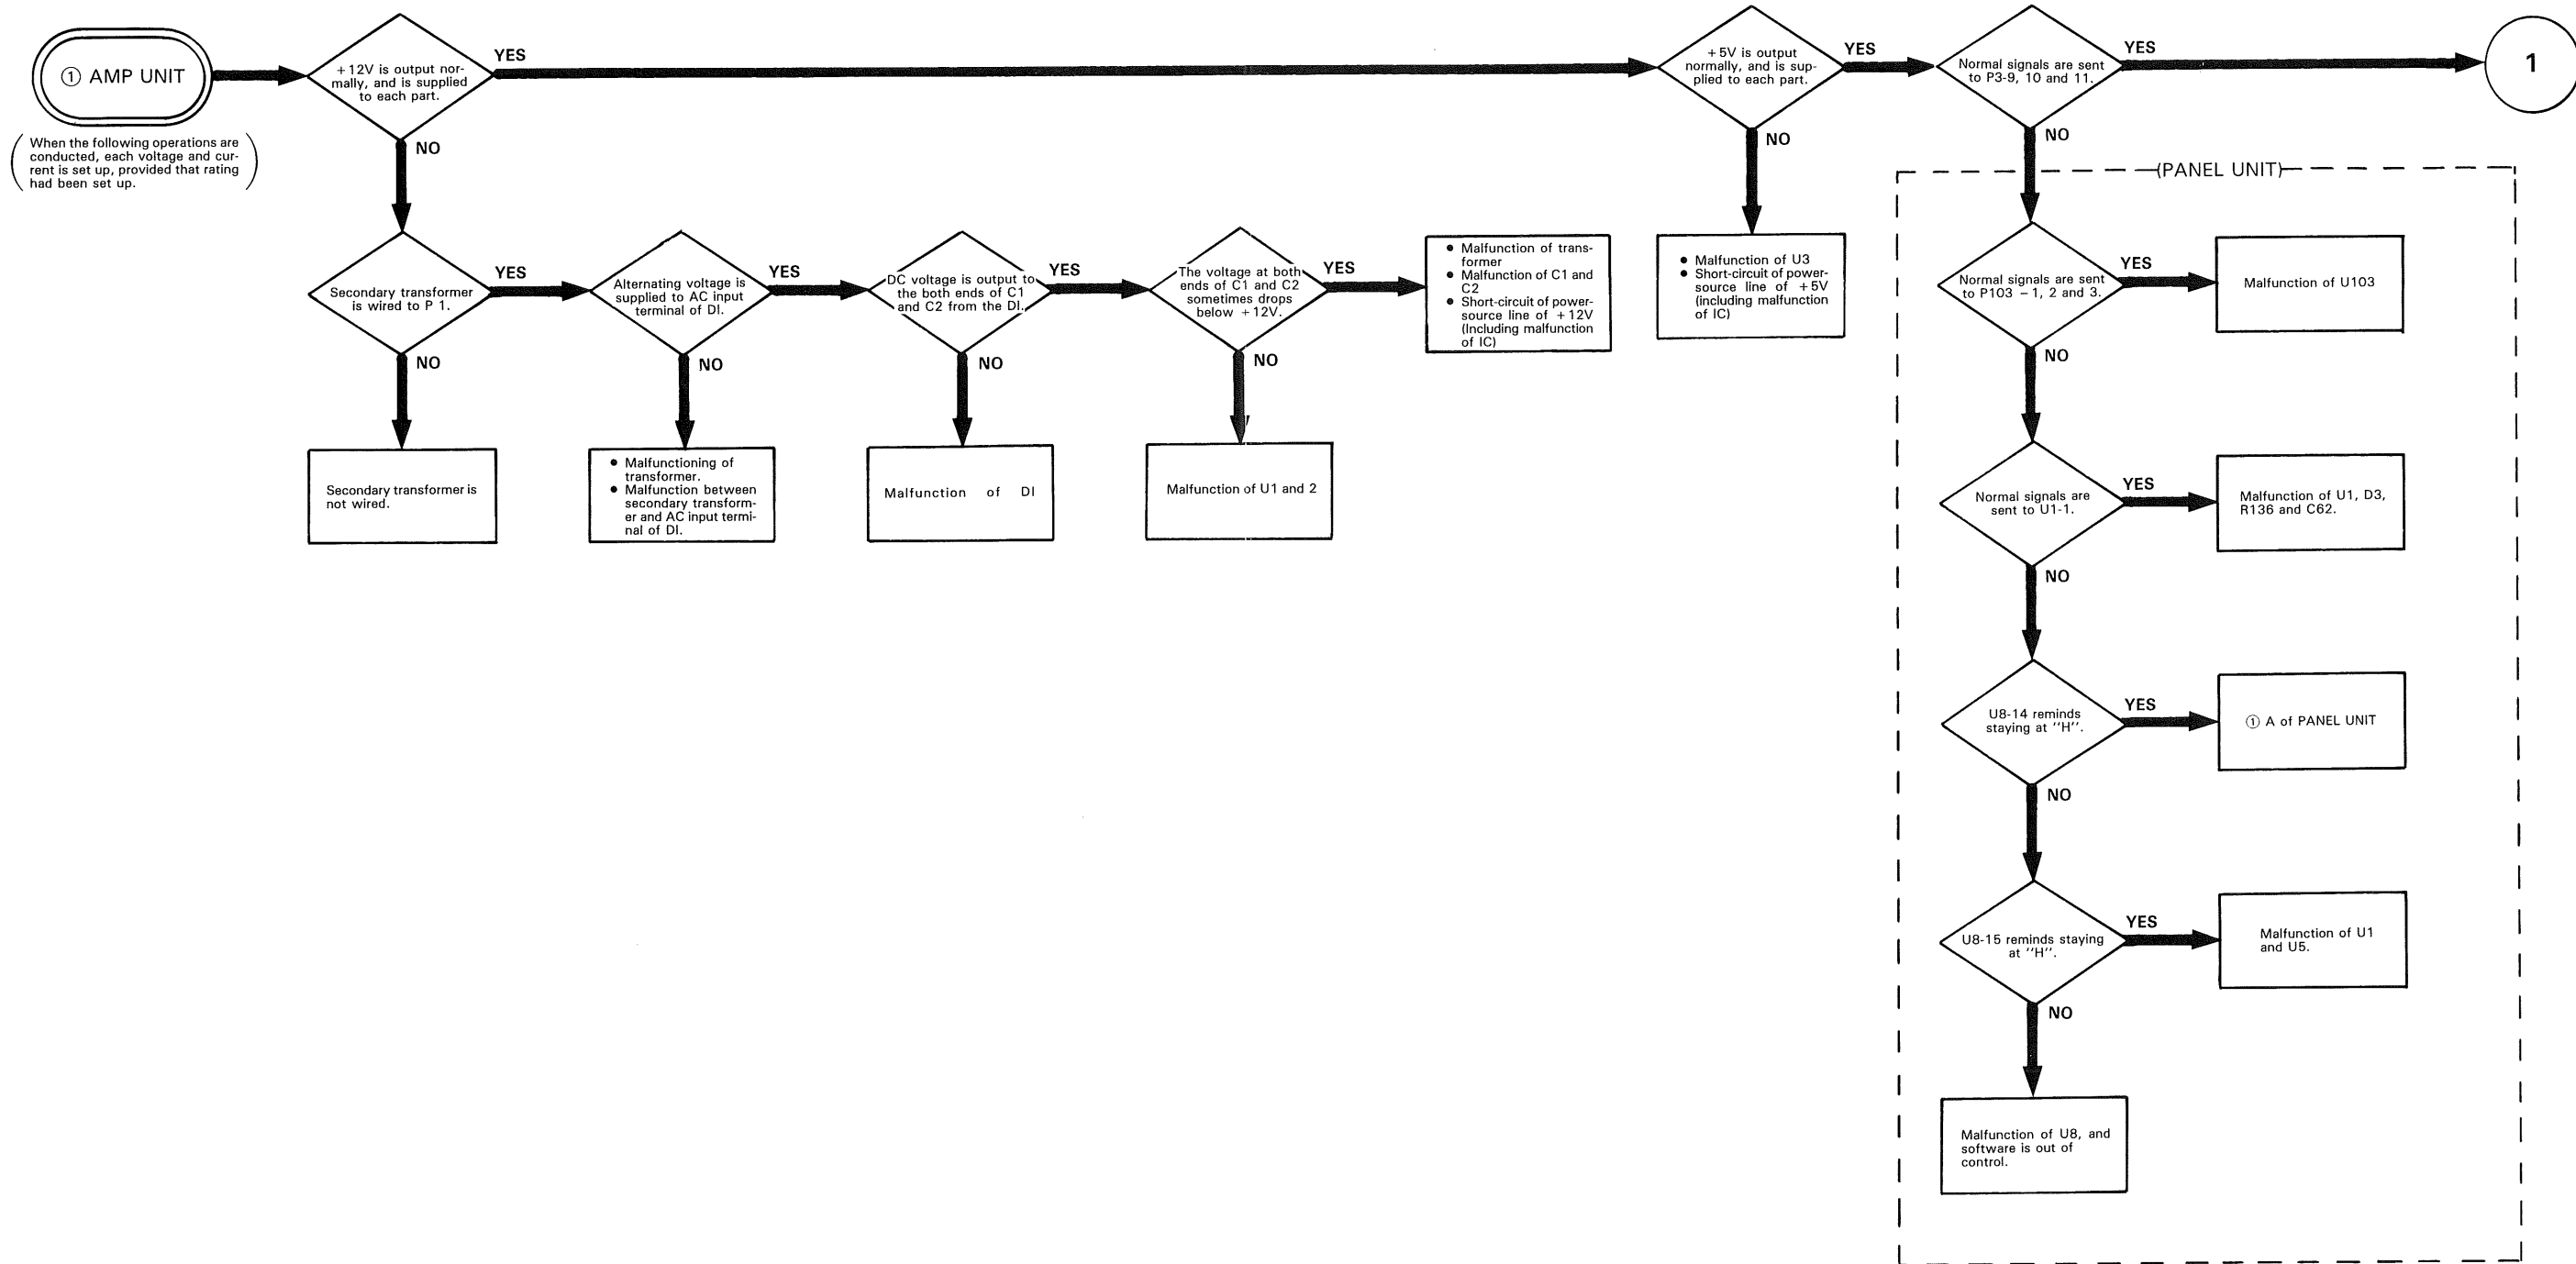 ① AMP UNIT
(When the following operations are
conducted, each voltage and cur-
rent is set up, provided that rating
had been set up.)
+12V is output nor-
mally, and is supplied
to each part.
YES
NO
+5V is output
normally, and is sup-
plied to each part.
YES
NO
Normal signals are sent
to P3-9, 10 and 11.
YES
NO
1
Secondary transformer
is wired to P 1.
YES
NO
Alternating voltage is
supplied to AC input
terminal of DI.
YES
NO
DC voltage is output to
the both ends of C1
and C2 from the DI.
YES
NO
The voltage at both
ends of C1 and C2
sometimes drops
below +12V.
YES
NO
● Malfunction of trans-
former
● Malfunction of C1 and
C2
● Short-circuit of power-
source line of +12V
(Including malfunction
of IC)
● Malfunction of U3
● Short-circuit of power-
source line of +5V
(including malfunction
of IC)
Secondary transformer is
not wired.
● Malfunctioning of
transformer.
● Malfunction between
secondary transform-
er and AC input termi-
nal of DI.
Malfunction of DI
Malfunction of U1 and 2
(PANEL UNIT)
Normal signals are sent
to P103 –1, 2 and 3.
YES
NO
Malfunction of U103
Normal signals are
sent to U1-1.
YES
NO
Malfunction of U1, D3,
R136 and C62.
U8-14 reminds
staying at ''H''.
YES
NO
① A of PANEL UNIT
U8-15 reminds staying
at ''H''.
YES
NO
Malfunction of U1
and U5.
Malfunction of U8, and
software is out of
control.